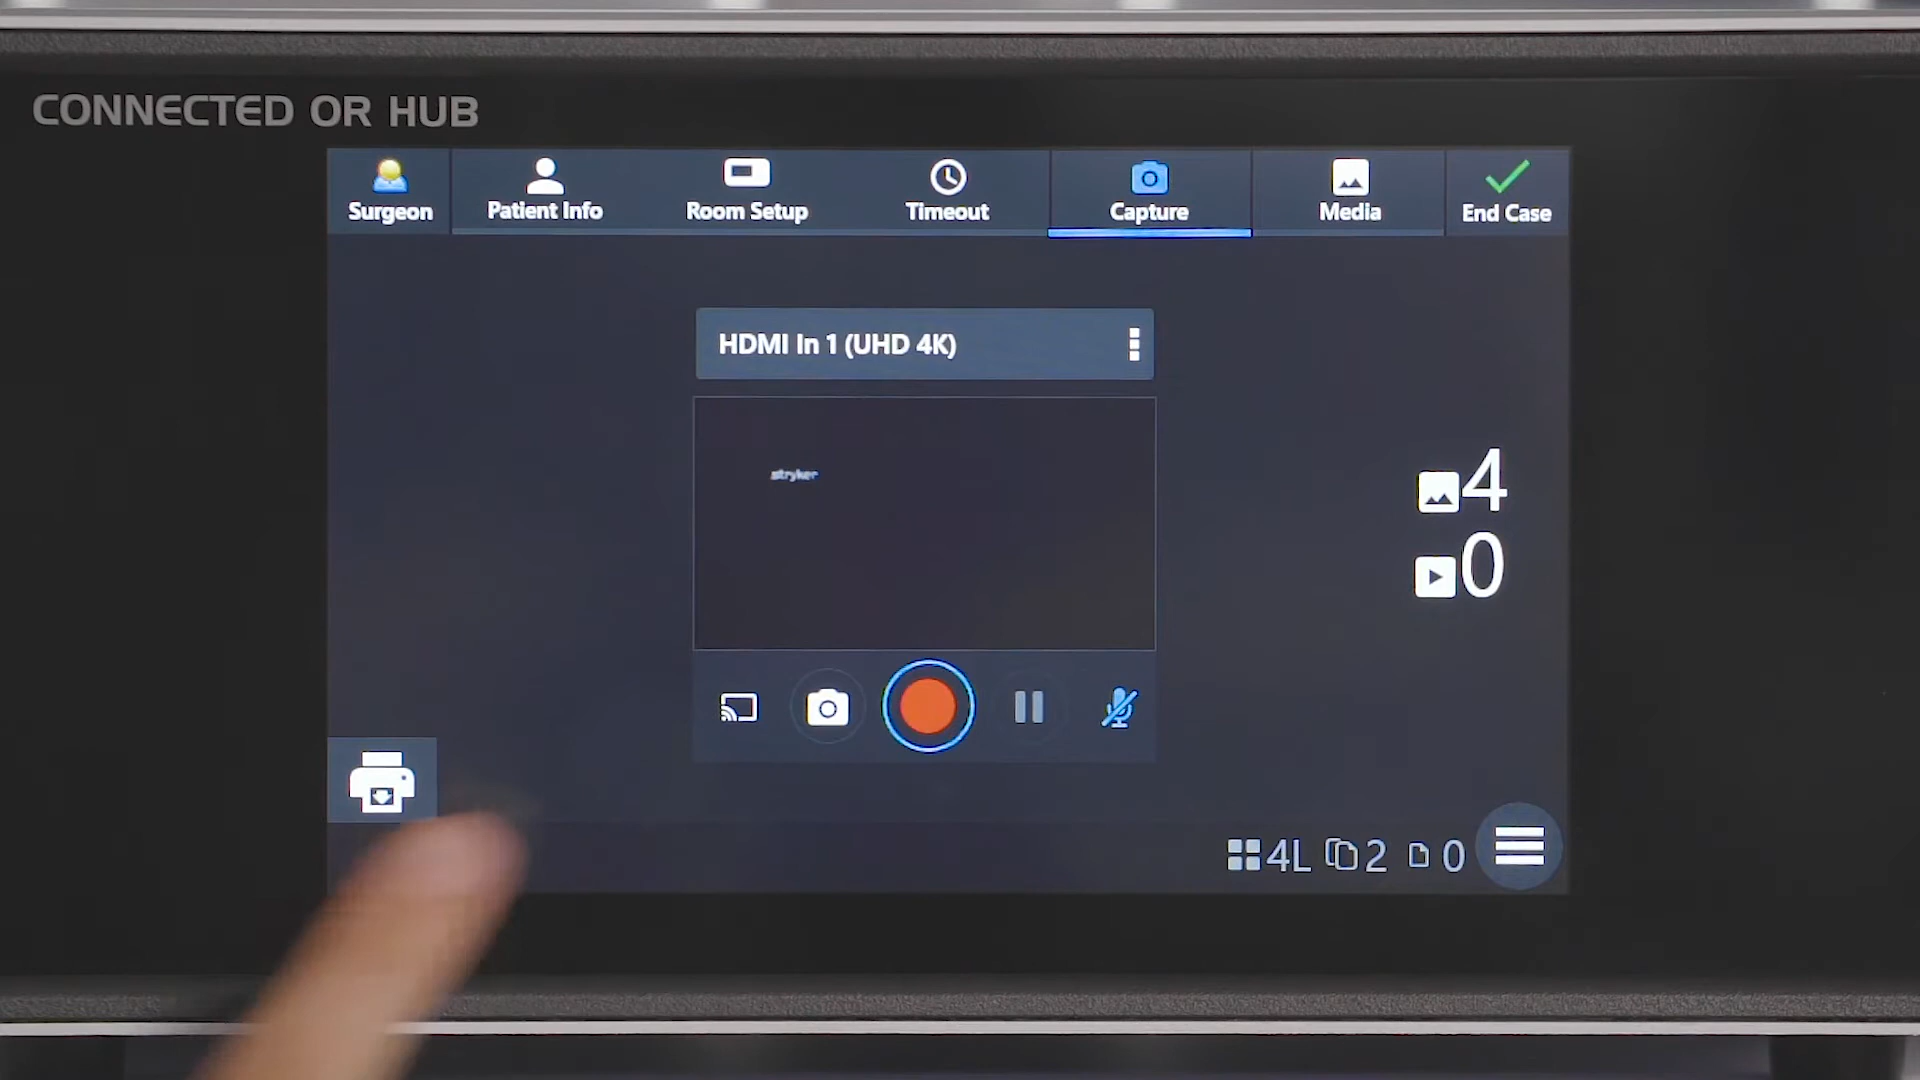 CONNECTED OR HUB
Surgeon Patient Info Room Setup Timeout Capture Media End Case
HDMI In 1 (UHD 4K)
stryker
4
0
4L 2 0